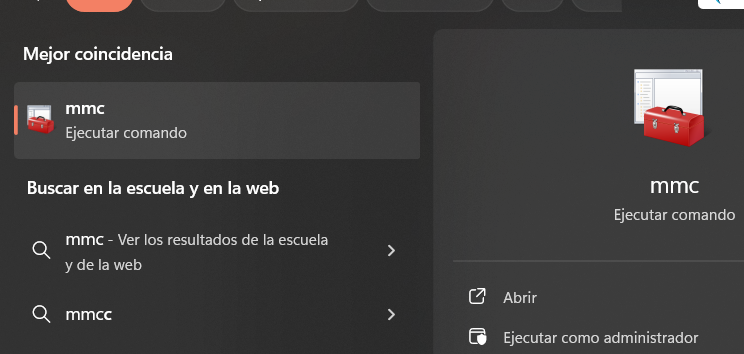 Mejor coincidencia
mmc
Ejecutar comando
Buscar en la escuela y en la web
mmc - Ver los resultados de la escuela
y de la web
mmcc
mmc
Ejecutar comando
Abrir
Ejecutar como administrador